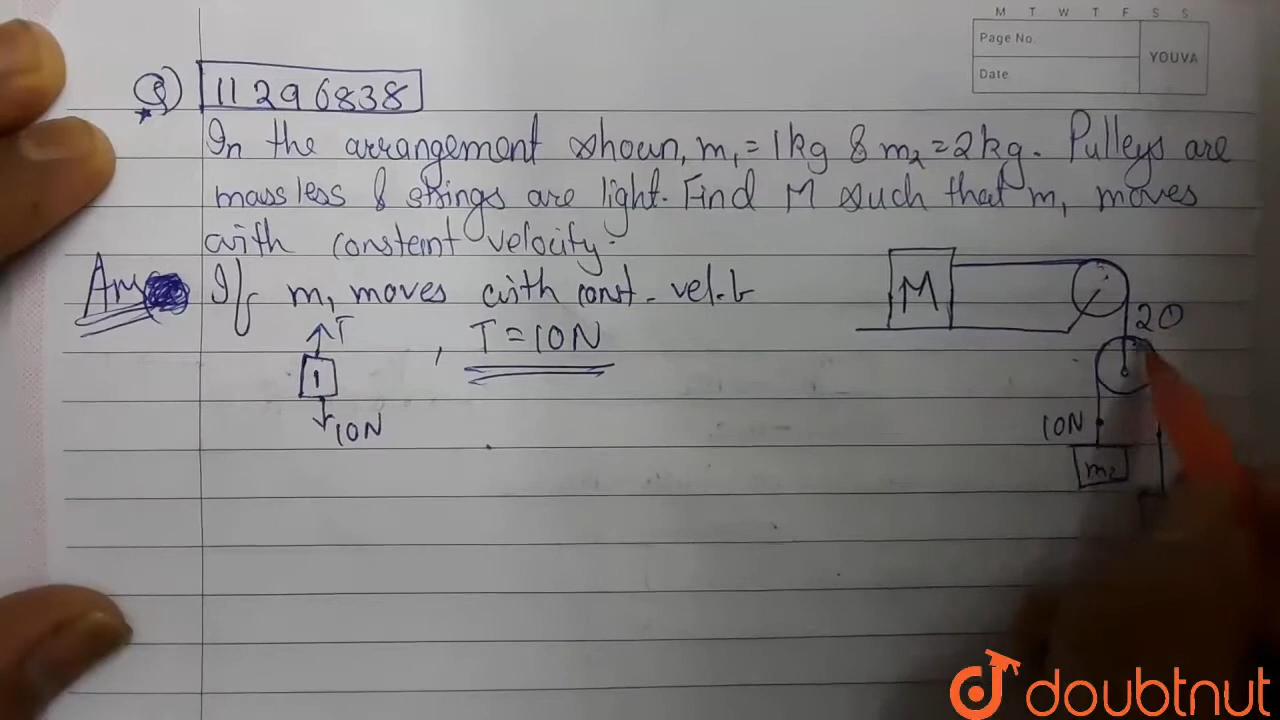 M T W T F S S
Page No.
YOUVA
Date
Q) 11296838
In the arrangement shown, m₁ = 1kg & m₂ = 2kg. Pulleys are
massless & strings are light. Find M such that m₁ moves
with constant velocity.
Ans If m₁ moves with const. vel.
T
, T = 10N
1
10N
M
20
10N
m₂
doubtnut